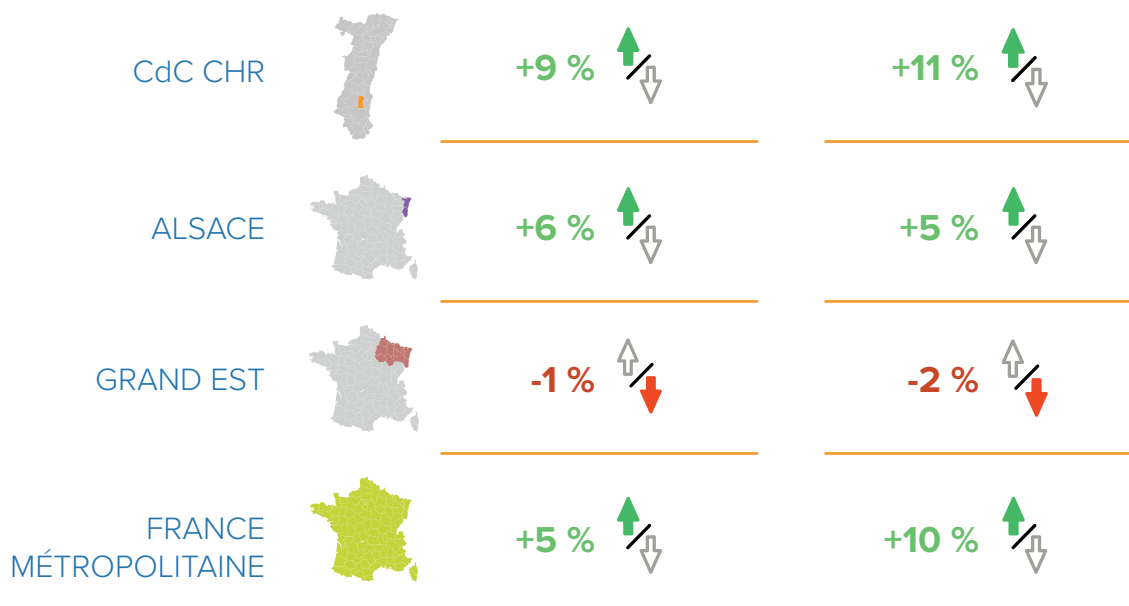 CdC CHR
+9 %
+11 %
ALSACE
+6 %
+5 %
GRAND EST
-1 %
-2 %
FRANCE
MÉTROPOLITAINE
+5 %
+10 %